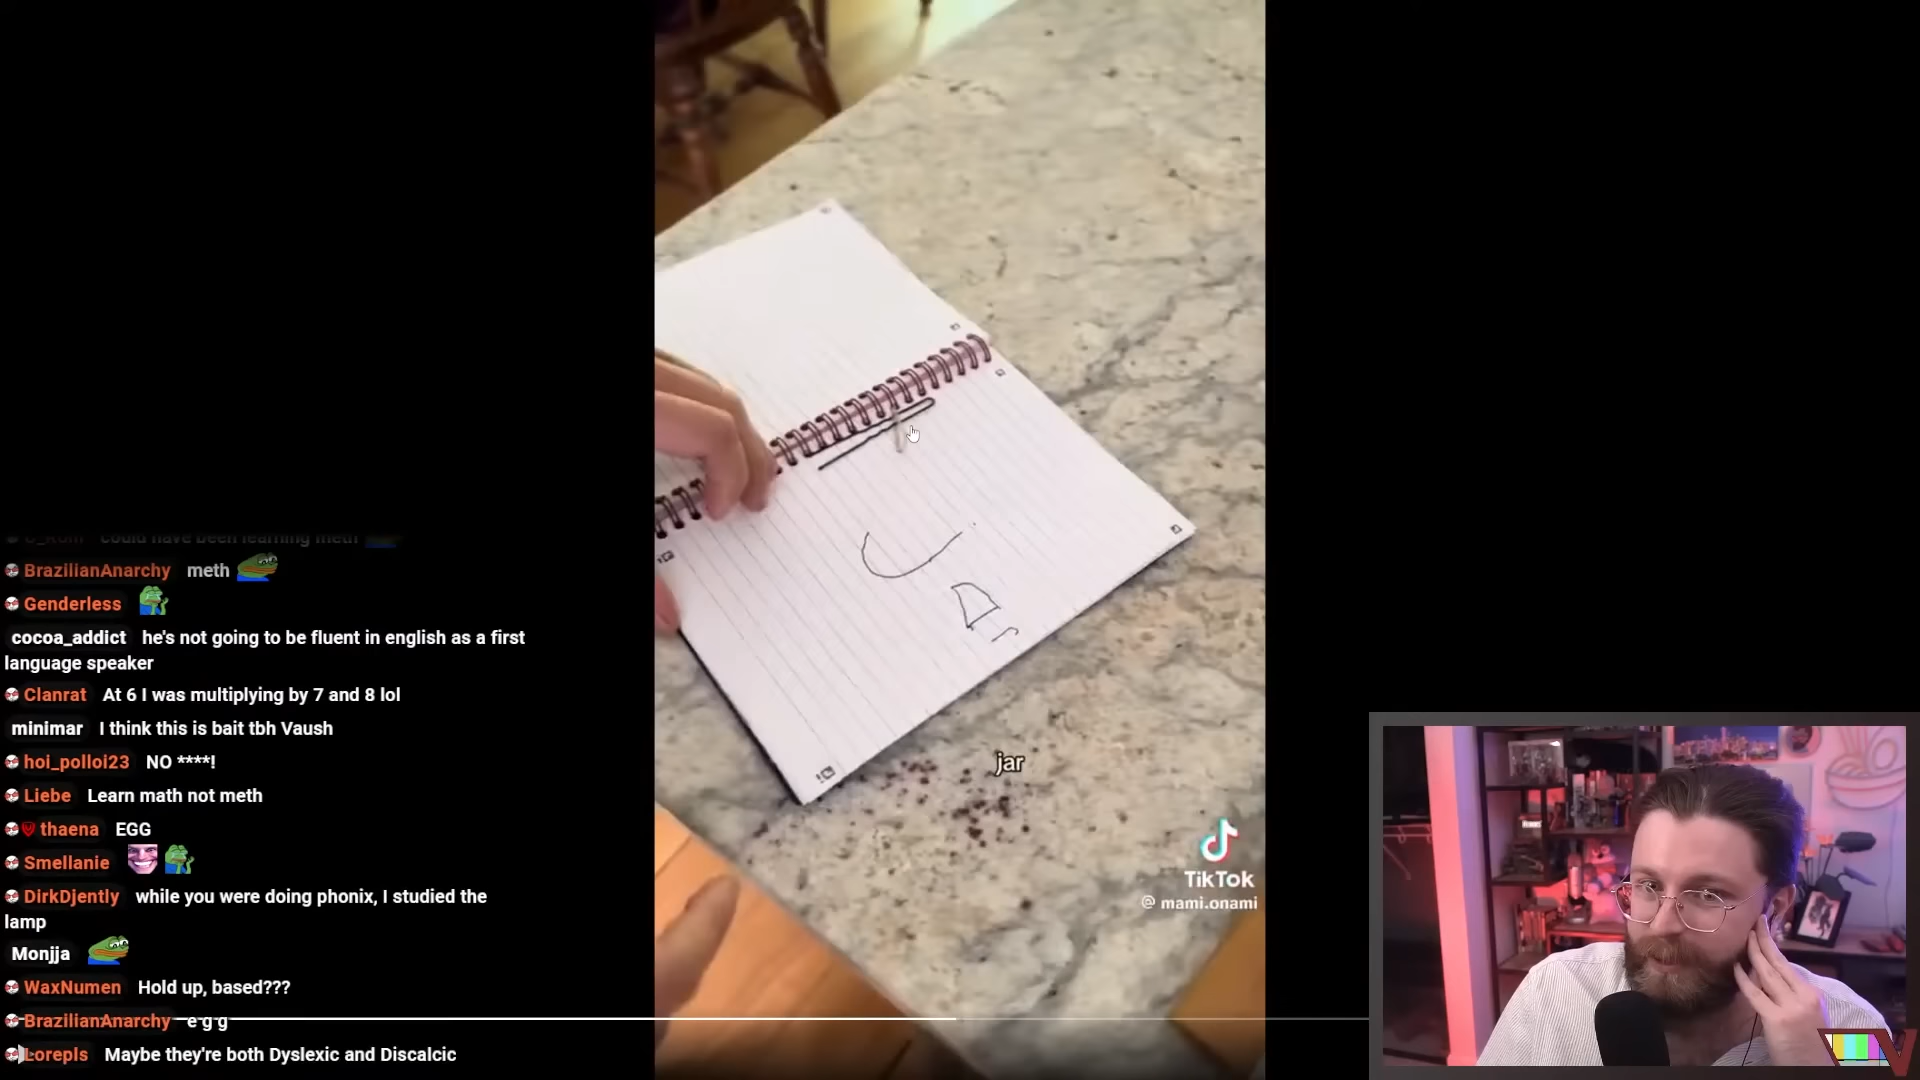 BrazilianAnarchy meth
Genderless
cocoa_addict he's not going to be fluent in english as a first
language speaker
Clanrat At 6 I was multiplying by 7 and 8 lol
minimar I think this is bait tbh Vaush
hoi_polloi23 NO ****!
Liebe Learn math not meth
thaena EGG
Smellanie
DirkDjently while you were doing phonix, I studied the
lamp
Monjja
WaxNumen Hold up, based???
BrazilianAnarchy e g g
Lorepls Maybe they're both Dyslexic and Discalcic
jar
TikTok
@ mami.onami